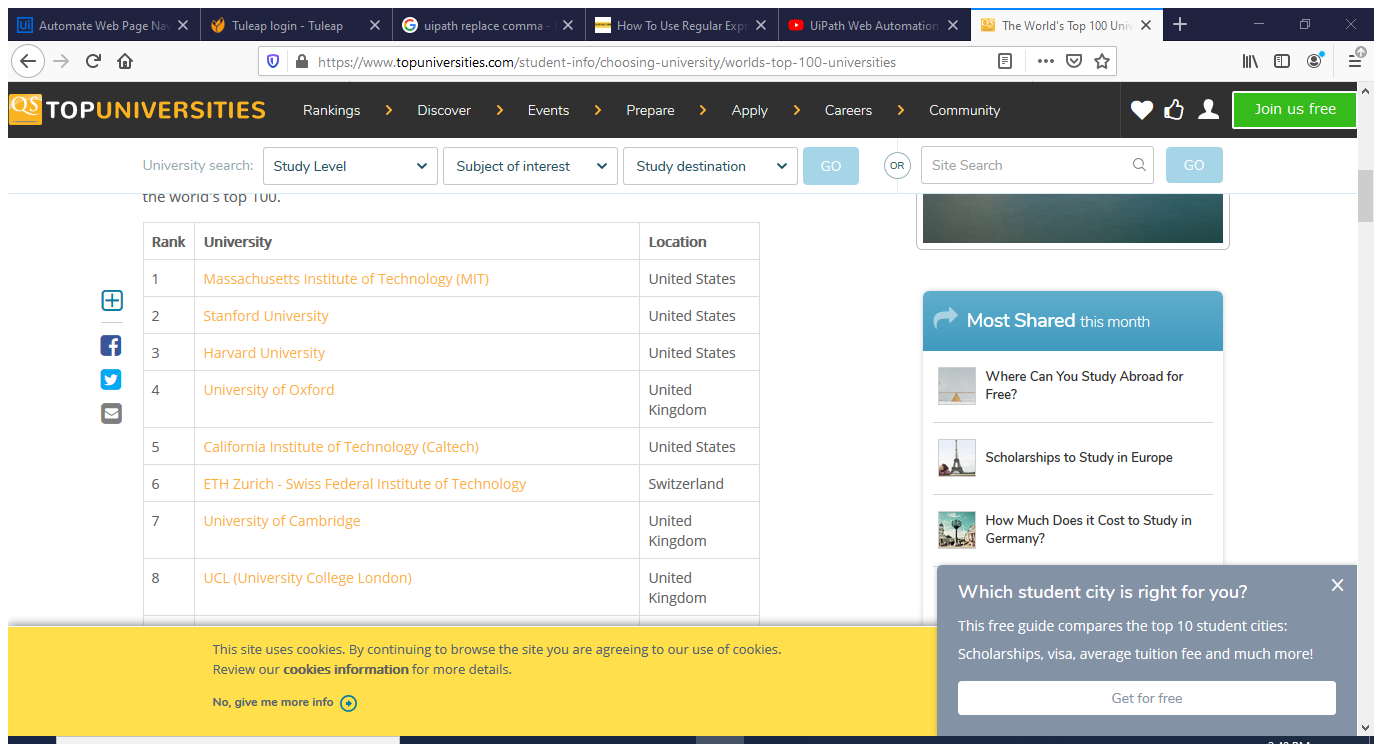 Automate Web Page Na
Tuleap login - Tuleap
uipath replace comma -
How To Use Regular Expr
UiPath Web Automation
The World's Top 100 Univ
https://www.topuniversities.com/student-info/choosing-university/worlds-top-100-universities
QS TOPUNIVERSITIES
Rankings Discover Events Prepare Apply Careers Community
Join us free
University search: Study Level Subject of interest Study destination GO OR Site Search GO
the world's top 100.
Rank University Location
1 Massachusetts Institute of Technology (MIT) United States
2 Stanford University United States
3 Harvard University United States
4 University of Oxford United
Kingdom
5 California Institute of Technology (Caltech) United States
6 ETH Zurich - Swiss Federal Institute of Technology Switzerland
7 University of Cambridge United
Kingdom
8 UCL (University College London) United
Kingdom
Most Shared this month
Where Can You Study Abroad for
Free?
Scholarships to Study in Europe
How Much Does it Cost to Study in
Germany?
Which student city is right for you?
This free guide compares the top 10 student cities:
Scholarships, visa, average tuition fee and much more!
Get for free
This site uses cookies. By continuing to browse the site you are agreeing to our use of cookies.
Review our cookies information for more details.
No, give me more info